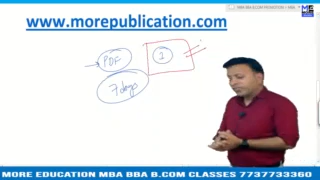 www.morepublication.com
PDF
1
7 days
MORE EDUCATION MBA BBA B.COM CLASSES 7737733360